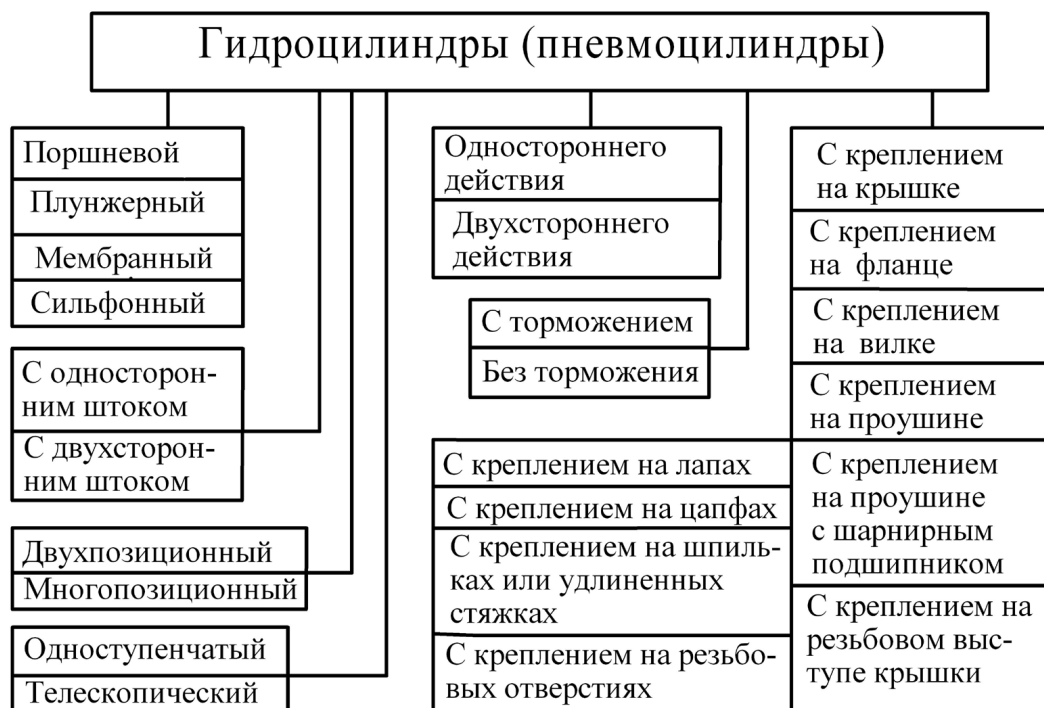 Гидроцилиндры (пневмоцилиндры)
Поршневой
Плунжерный
Мембранный
Сильфонный
С односторон-
ним штоком
С двухсторон-
ним штоком
Двухпозиционный
Многопозиционный
Одноступенчатый
Телескопический
Одностороннего
действия
Двухстороннего
действия
С торможением
Без торможения
С креплением на лапах
С креплением на цапфах
С креплением на шпиль-
ках или удлиненных
стяжках
С креплением на резьбо-
вых отверстиях
С креплением
на крышке
С креплением
на фланце
С креплением
на вилке
С креплением
на проушине
С креплением
на проушине
с шарнирным
подшипником
С креплением на
резьбовом выс-
тупе крышки